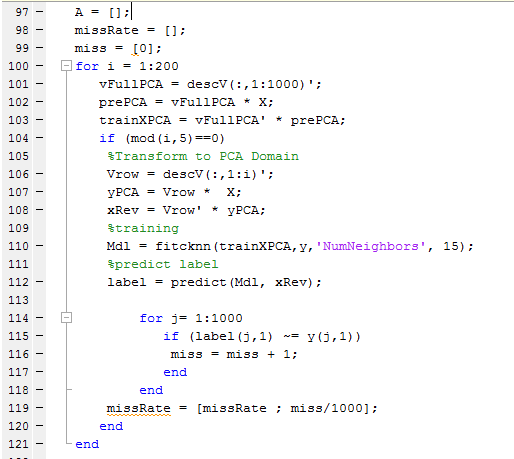 97 A = [];
98 missRate = [];
99 miss = [0];
100 for i = 1:200
101 vFullPCA = descV(:,1:1000)';
102 prePCA = vFullPCA * X;
103 trainXPCA = vFullPCA' * prePCA;
104 if (mod(i,5)==0)
105 %Transform to PCA Domain
106 Vrow = descV(:,1:i)';
107 yPCA = Vrow * X;
108 xRev = Vrow' * yPCA;
109 %training
110 Mdl = fitcknn(trainXPCA,y,'NumNeighbors', 15);
111 %predict label
112 label = predict(Mdl, xRev);
113
114 for j= 1:1000
115 if (label(j,1) ~= y(j,1))
116 miss = miss + 1;
117 end
118 end
119 missRate = [missRate ; miss/1000];
120 end
121 end